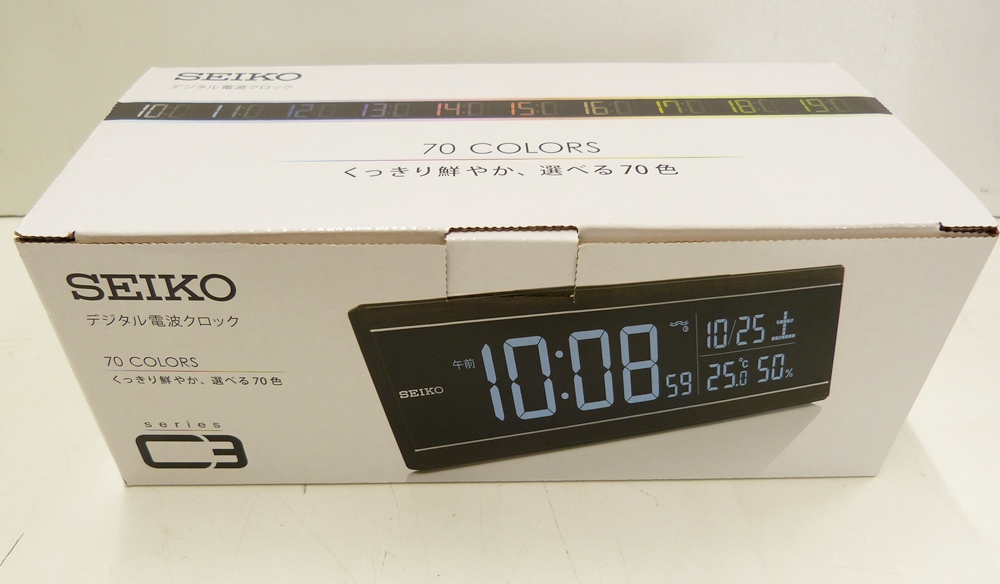 SEIKO
デジタル電波クロック
10:0 11:0 12:0 13:0 14:0 15:0 16:0 17:0 18:0 19:0
70 COLORS
くっきり鮮やか、選べる70色
SEIKO
デジタル電波クロック
70 COLORS
くっきり鮮やか、選べる70色
series
C3
SEIKO
午前 10:08 59
10/25 土
25.0℃ 50%